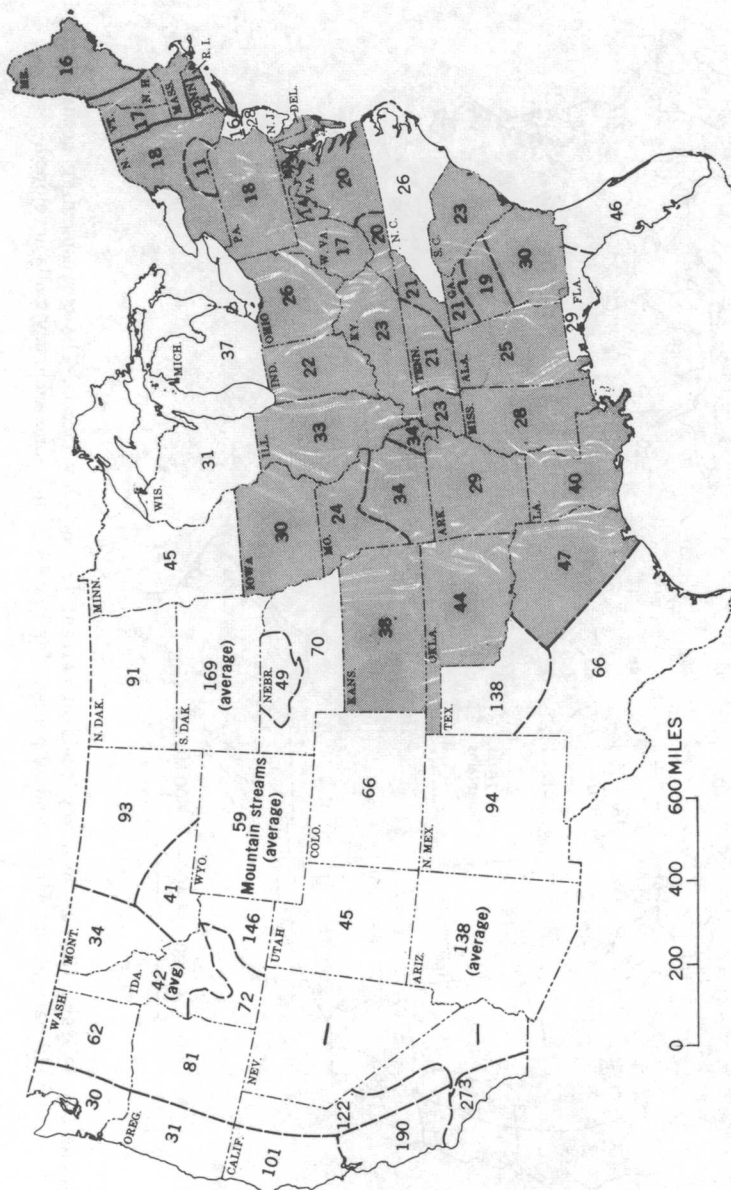 WASH.
62
30
OREG.
81
31
CALIF.
101
122
190
273
NEV.
MONT.
34
93
41
IDA.
42
(avg)
72
146
UTAH
45
WYO.
59
Mountain streams
(average)
COLO.
66
ARIZ.
138
(average)
N. MEX.
94
N. DAK.
91
S. DAK.
169
(average)
NEBR.
49
70
KANS.
38
OKLA.
44
TEX.
138
47
66
MINN.
45
IOWA
30
MO.
24
34
34
ARK.
29
LA.
40
WIS.
31
MICH.
37
ILL.
33
IND.
22
OHIO
26
KY.
23
TENN.
23
21
21
MISS.
28
ALA.
25
GA.
21
19
30
FLA.
29
46
S.C.
23
N.C.
26
VA.
20
20
14
W. VA.
17
PA.
18
N.Y.
18
11
16
28
N.J.
DEL.
VT.
17
N.H.
MASS.
CONN.
R.I.
ME.
16
0 200 400 600 MILES